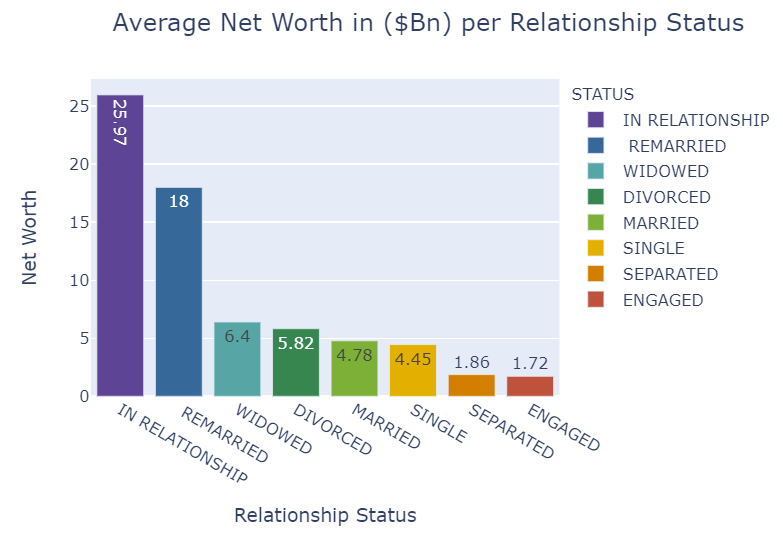 Average Net Worth in ($Bn) per Relationship Status
Net Worth
25
20
15
10
5
0
25.97
18
6.4
5.82
4.78
4.45
1.86
1.72
IN RELATIONSHIP
REMARRIED
WIDOWED
DIVORCED
MARRIED
SINGLE
SEPARATED
ENGAGED
Relationship Status
STATUS
IN RELATIONSHIP
REMARRIED
WIDOWED
DIVORCED
MARRIED
SINGLE
SEPARATED
ENGAGED